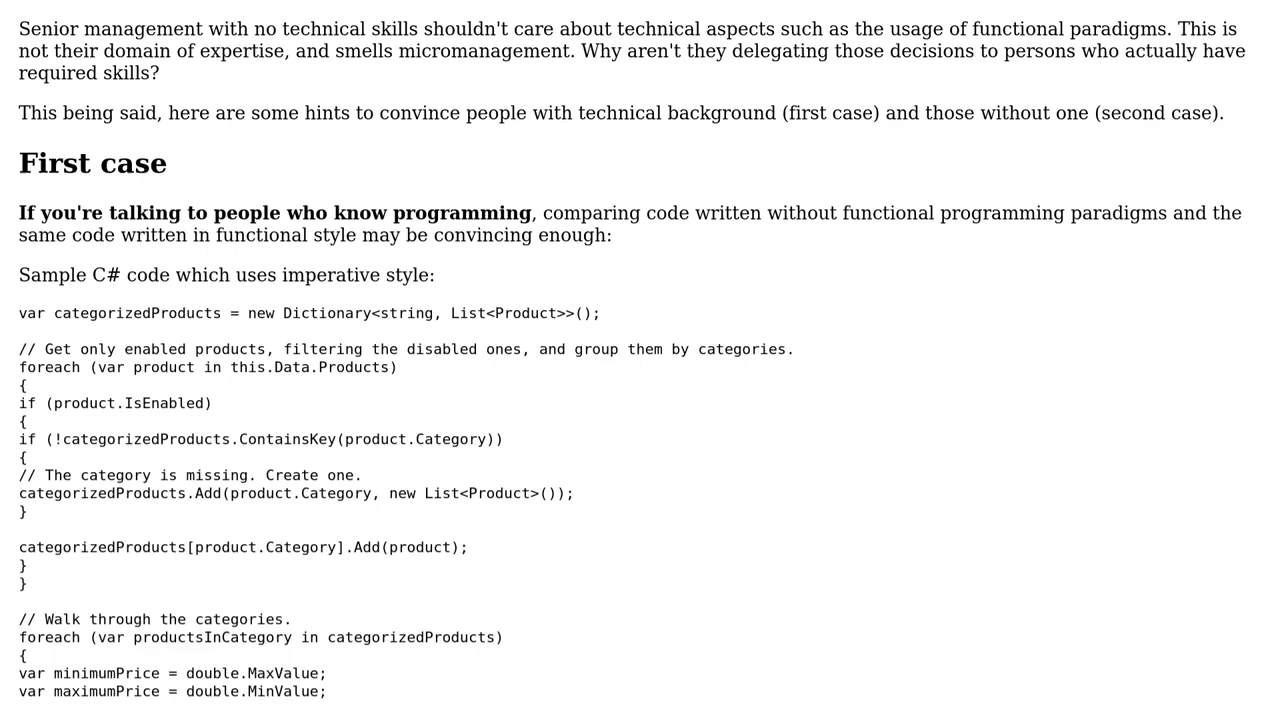 Senior management with no technical skills shouldn't care about technical aspects such as the usage of functional paradigms. This is
not their domain of expertise, and smells micromanagement. Why aren't they delegating those decisions to persons who actually have
required skills?
This being said, here are some hints to convince people with technical background (first case) and those without one (second case).
First case
If you're talking to people who know programming, comparing code written without functional programming paradigms and the
same code written in functional style may be convincing enough:
Sample C# code which uses imperative style:
var categorizedProducts = new Dictionary<string, List<Product>>();
// Get only enabled products, filtering the disabled ones, and group them by categories.
foreach (var product in this.Data.Products)
{
if (product.IsEnabled)
{
if (!categorizedProducts.ContainsKey(product.Category))
{
// The category is missing. Create one.
categorizedProducts.Add(product.Category, new List<Product>());
}
categorizedProducts[product.Category].Add(product);
}
}
// Walk through the categories.
foreach (var productsInCategory in categorizedProducts)
{
var minimumPrice = double.MaxValue;
var maximumPrice = double.MinValue;